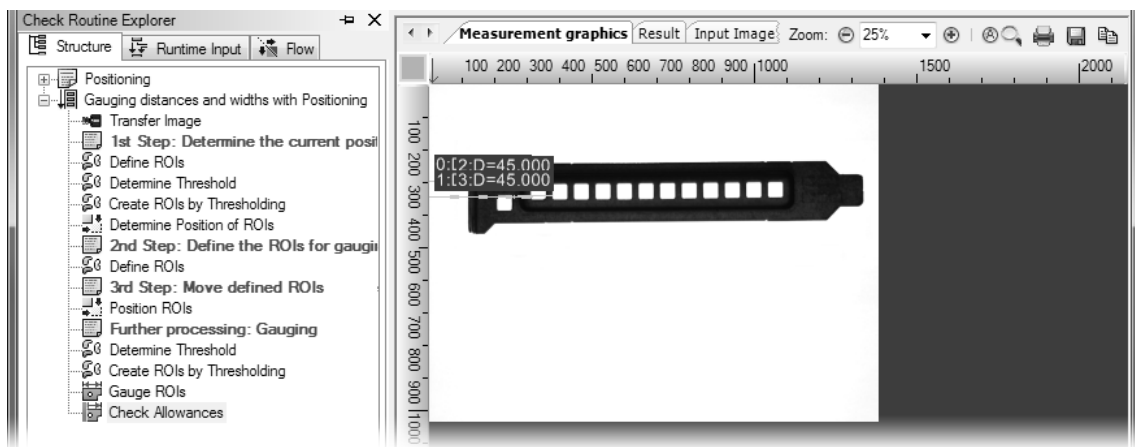 Check Routine Explorer
Structure
Runtime Input
Flow
Positioning
Gauging distances and widths with Positioning
Transfer Image
1st Step: Determine the current posit
Define ROIs
Determine Threshold
Create ROIs by Thresholding
Determine Position of ROIs
2nd Step: Define the ROIs for gaugin
Define ROIs
3rd Step: Move defined ROIs
Position ROIs
Further processing: Gauging
Determine Threshold
Create ROIs by Thresholding
Gauge ROIs
Check Allowances
Measurement graphics
Result
Input Image
Zoom:
25%
100 200 300 400 500 600 700 800 900 1000 1500 2000
100
200
300
400
500
600
700
800
900
1000
0:[2:D=45.000
1:[3:D=45.000